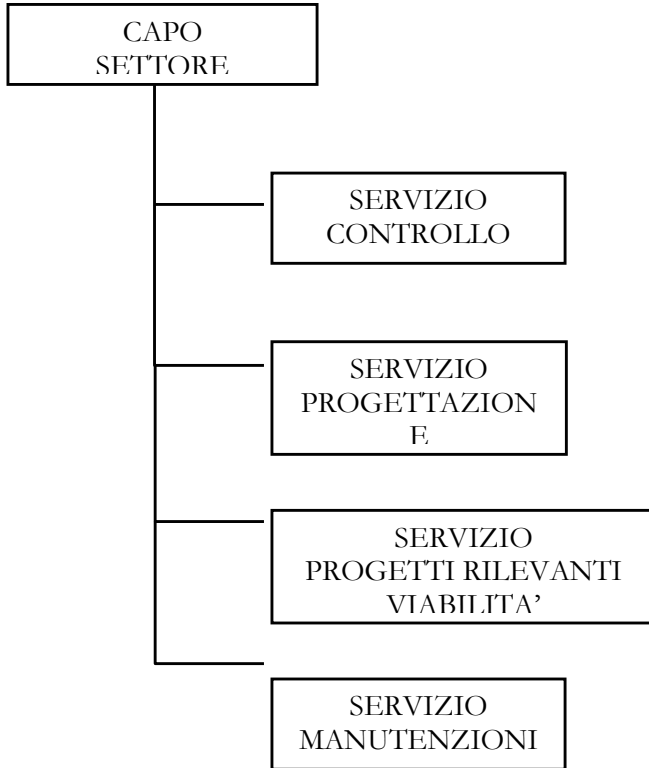 CAPO
SETTORE
SERVIZIO
CONTROLLO
SERVIZIO
PROGETTAZION
E
SERVIZIO
PROGETTI RILEVANTI
VIABILITA’
SERVIZIO
MANUTENZIONI